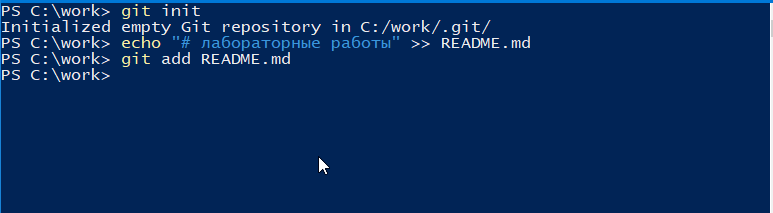 PS C:\work> git init
Initialized empty Git repository in C:/work/.git/
PS C:\work> echo "# лабораторные работы" >> README.md
PS C:\work> git add README.md
PS C:\work>